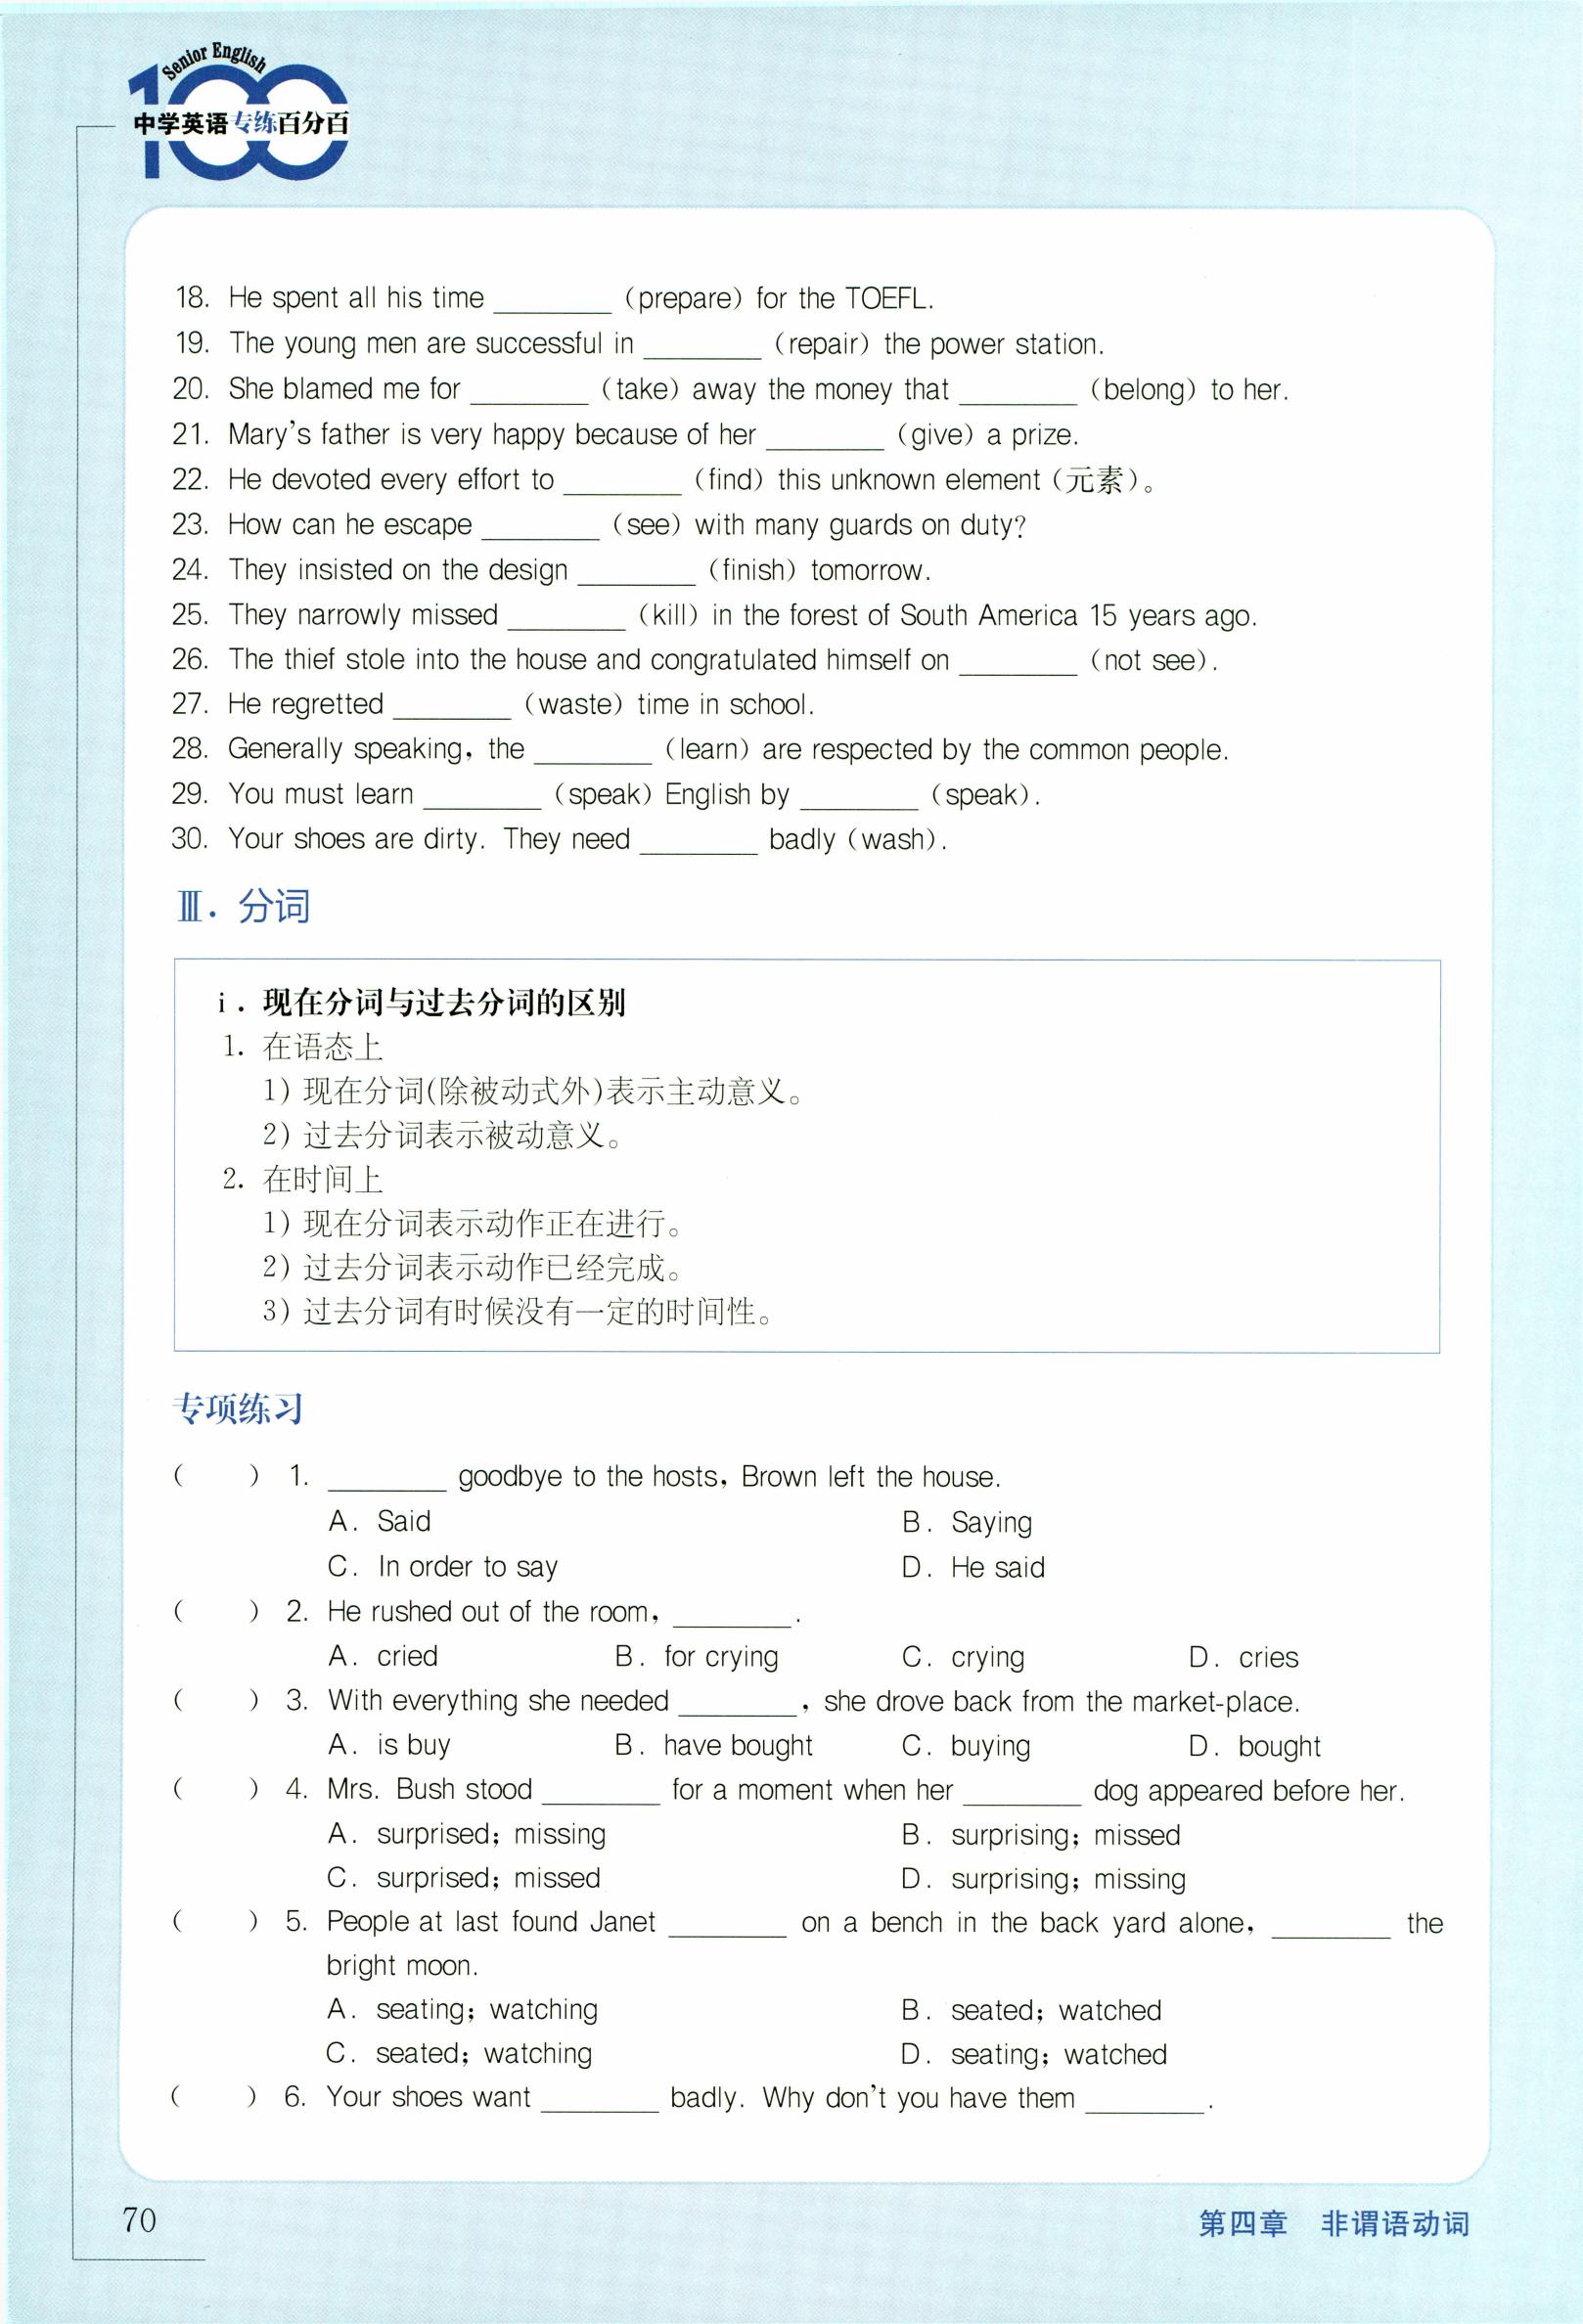 Senior English
100
中学英语专练百分百
18. He spent all his time ________ (prepare) for the TOEFL.
19. The young men are successful in ________ (repair) the power station.
20. She blamed me for ________ (take) away the money that ________ (belong) to her.
21. Mary's father is very happy because of her ________ (give) a prize.
22. He devoted every effort to ________ (find) this unknown element (元素)。
23. How can he escape ________ (see) with many guards on duty?
24. They insisted on the design ________ (finish) tomorrow.
25. They narrowly missed ________ (kill) in the forest of South America 15 years ago.
26. The thief stole into the house and congratulated himself on ________ (not see).
27. He regretted ________ (waste) time in school.
28. Generally speaking, the ________ (learn) are respected by the common people.
29. You must learn ________ (speak) English by ________ (speak).
30. Your shoes are dirty. They need ________ badly (wash).
Ⅲ. 分词
ⅰ. 现在分词与过去分词的区别
1. 在语态上
1) 现在分词(除被动式外)表示主动意义。
2) 过去分词表示被动意义。
2. 在时间上
1) 现在分词表示动作正在进行。
2) 过去分词表示动作已经完成。
3) 过去分词有时候没有一定的时间性。
专项练习
( ) 1. ________ goodbye to the hosts, Brown left the house.
A. Said B. Saying
C. In order to say D. He said
( ) 2. He rushed out of the room, ________.
A. cried B. for crying C. crying D. cries
( ) 3. With everything she needed ________, she drove back from the market-place.
A. is buy B. have bought C. buying D. bought
( ) 4. Mrs. Bush stood ________ for a moment when her ________ dog appeared before her.
A. surprised; missing B. surprising; missed
C. surprised; missed D. surprising; missing
( ) 5. People at last found Janet ________ on a bench in the back yard alone, ________ the
bright moon.
A. seating; watching B. seated; watched
C. seated; watching D. seating; watched
( ) 6. Your shoes want ________ badly. Why don't you have them ________.
70 第四章 非谓语动词